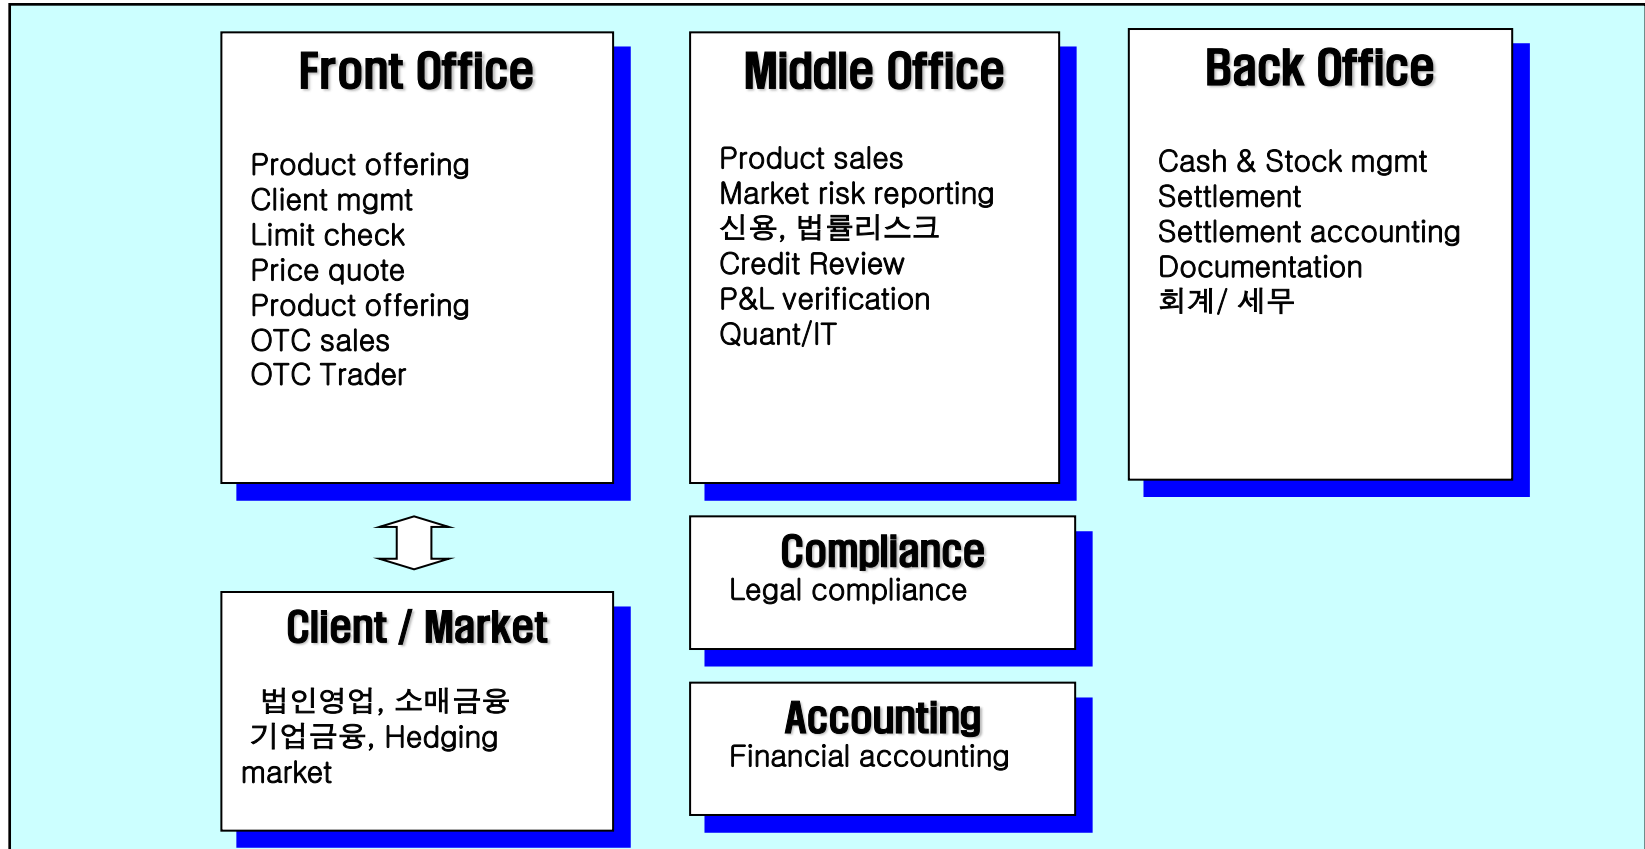 Front Office
Product offering
Client mgmt
Limit check
Price quote
Product offering
OTC sales
OTC Trader
Middle Office
Product sales
Market risk reporting
신용, 법률리스크
Credit Review
P&L verification
Quant/IT
Back Office
Cash & Stock mgmt
Settlement
Settlement accounting
Documentation
회계/ 세무
Client / Market
법인영업, 소매금융
기업금융, Hedging
market
Compliance
Legal compliance
Accounting
Financial accounting